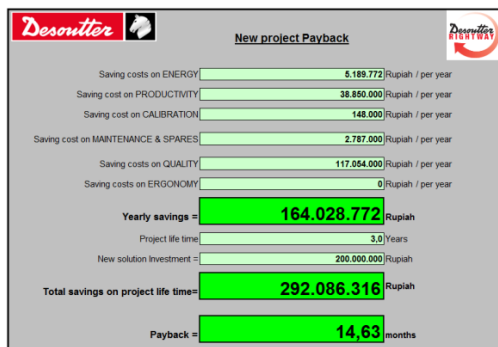 Desoutter
New project Payback
Desoutter
RIGHTWAY
Saving costs on ENERGY 5.189.772 Rupiah / per year
Saving cost on PRODUCTIVITY 38.850.000 Rupiah / per year
Saving cost on CALIBRATION 148.000 Rupiah / per year
Saving cost on MAINTENANCE & SPARES 2.787.000 Rupiah / per year
Saving costs on QUALITY 117.054.000 Rupiah / per year
Saving costs on ERGONOMY 0 Rupiah / per year
Yearly savings = 164.028.772 Rupiah
Project life time 3,0 Years
New solution Investment = 200.000.000 Rupiah
Total savings on project life time= 292.086.316 Rupiah
Payback = 14,63 months